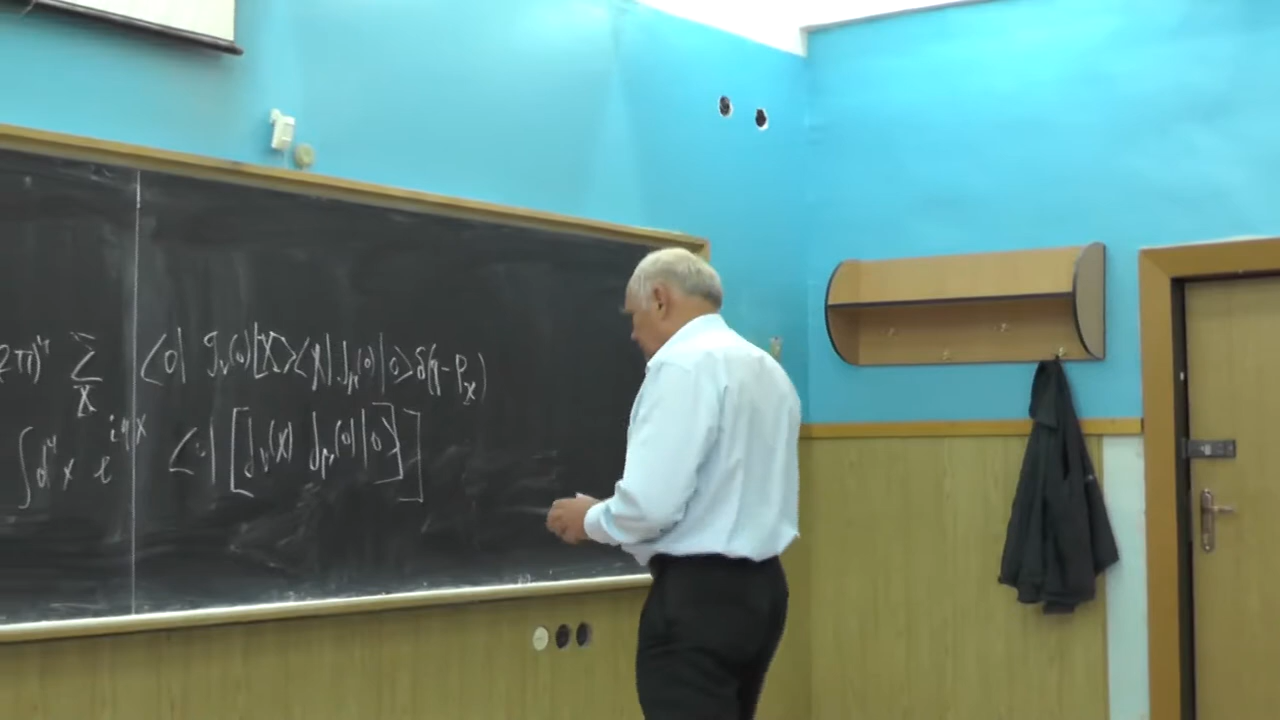 (2π)⁴ Σ_X <0| J_ν(0)|X><X| J_μ(0)|0> δ(q-P_X)
∫d⁴x e^{iqx} <0| [J_ν(x) J_μ(0)|0>]]